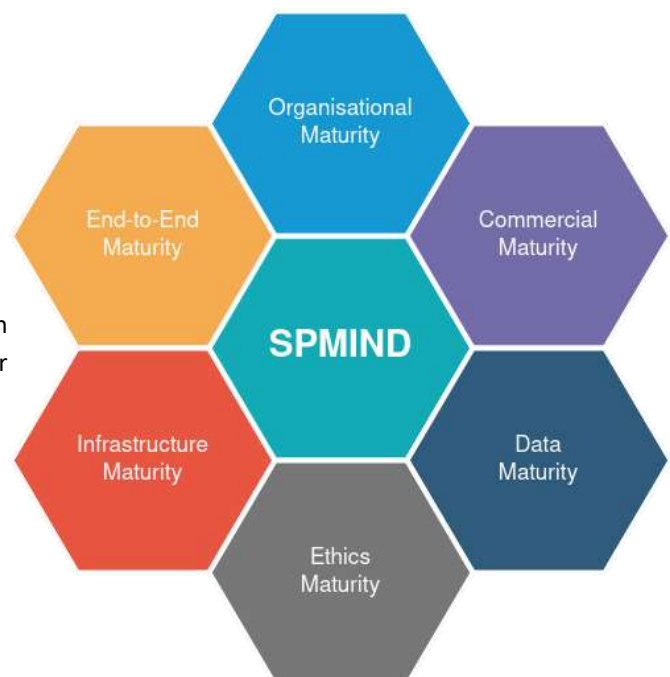 Organisational
Maturity
End-to-End
Maturity
Commercial
Maturity
SPMIND
Infrastructure
Maturity
Data
Maturity
Ethics
Maturity